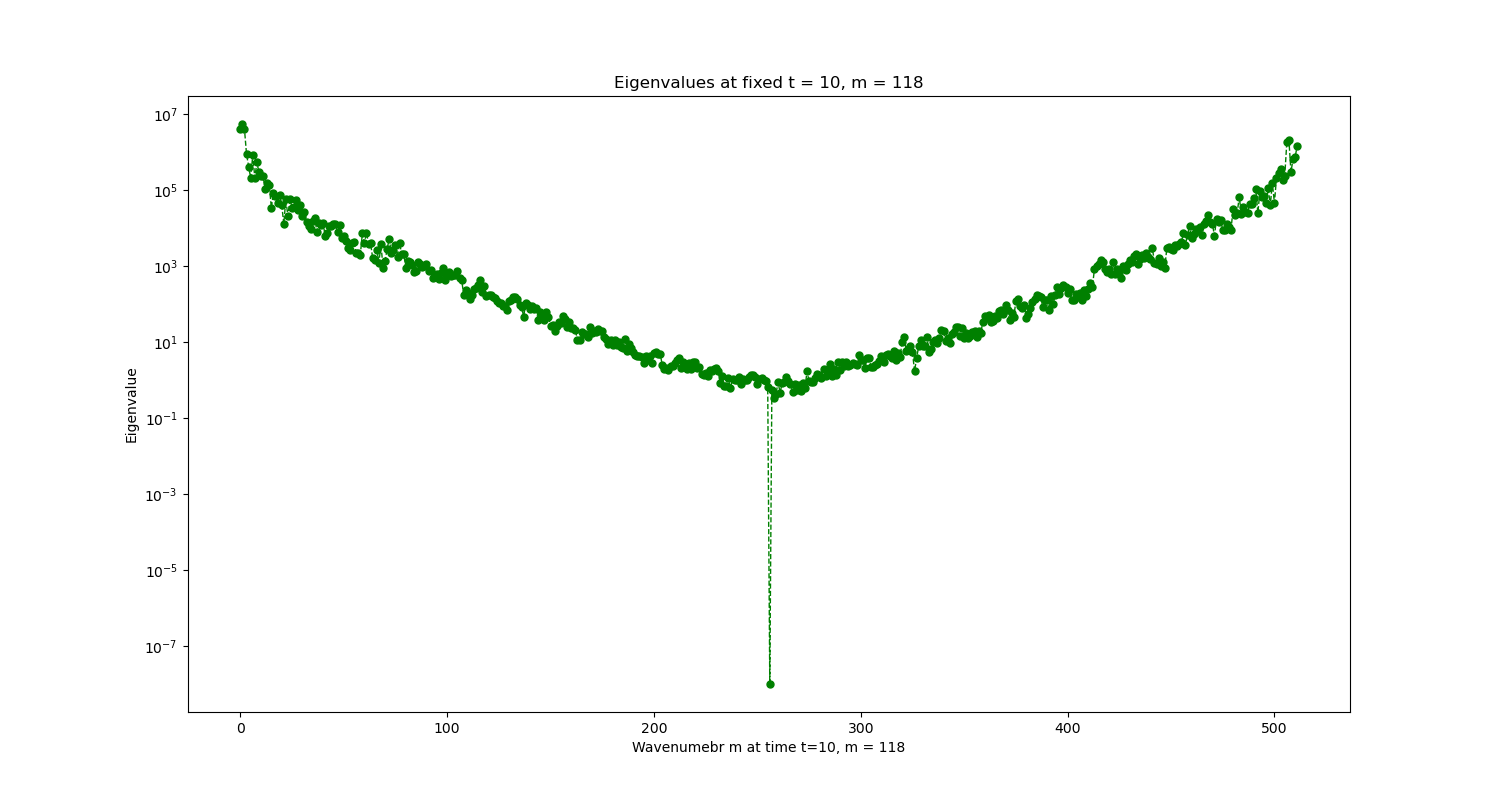 Eigenvalues at fixed t = 10, m = 118
10^7
10^5
10^3
10^1
10^-1
10^-3
10^-5
10^-7
Eigenvalue
0 100 200 300 400 500
Wavenumebr m at time t=10, m = 118